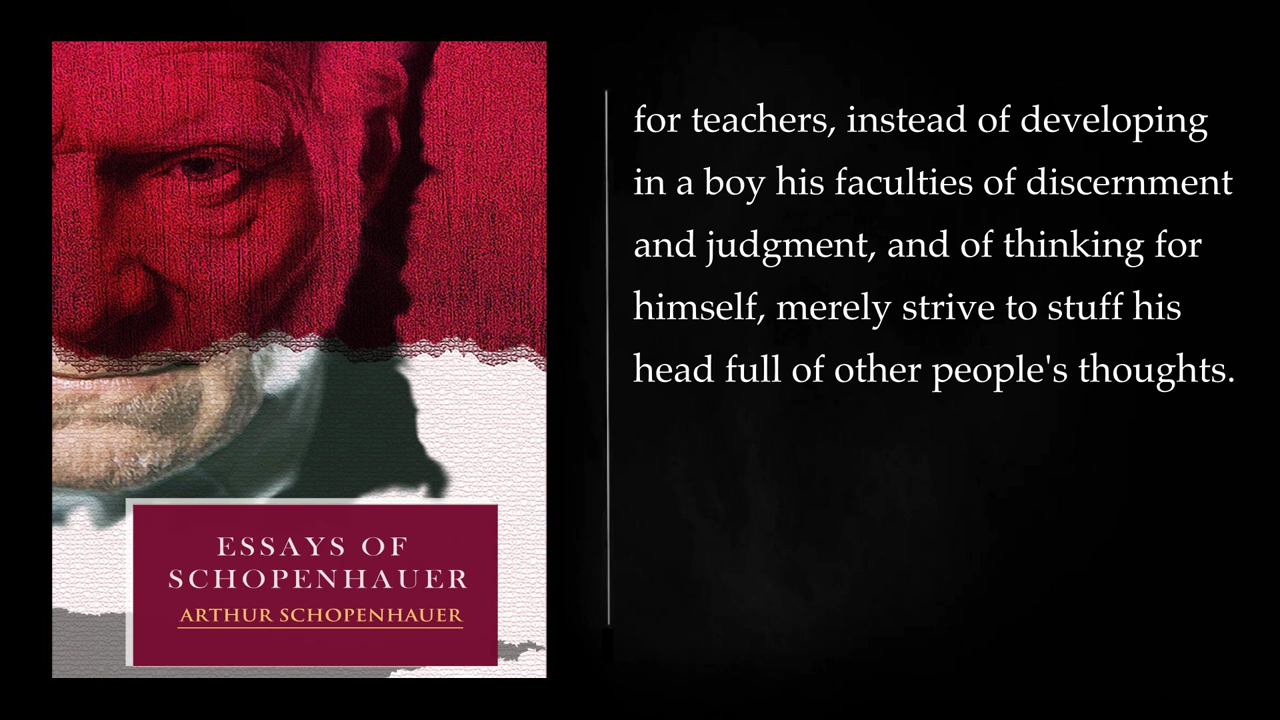 for teachers, instead of developing
in a boy his faculties of discernment
and judgment, and of thinking for
himself, merely strive to stuff his
head full of other people's thoughts.
ESSAYS OF
SCHOPENHAUER
ARTHUR SCHOPENHAUER